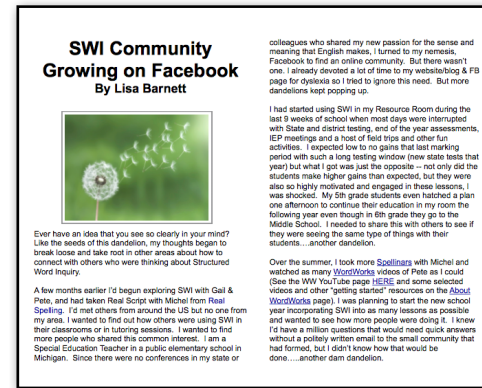 SWI Community
Growing on Facebook
By Lisa Barnett
Ever have an idea that you see so clearly in your mind?
Like the seeds of this dandelion, my thoughts began to
break loose and take root in other areas about how to
connect with others who were thinking about Structured
Word Inquiry.
A few months earlier I'd begun exploring SWI with Gail &
Pete, and had taken Real Script with Michel from Real
Spelling.  I'd met others from around the US but no one from
my area. I wanted to find out how others were using SWI in
their classrooms or in tutoring sessions.  I wanted to find
more people who shared this common interest.  I am a
Special Education Teacher in a public elementary school in
Michigan.  Since there were no conferences in my state or
colleagues who shared my new passion for the sense and
meaning that English makes, I turned to my nemesis,
Facebook to find an online community.  But there wasn't
one. I already devoted a lot of time to my website/blog & FB
page for dyslexia so I tried to ignore this need.  But more
dandelions kept popping up.
I had started using SWI in my Resource Room during the
last 9 weeks of school when most days were interrupted
with State and district testing, end of the year assessments,
IEP meetings and a host of field trips and other fun
activities.  I expected low to no gains that last marking
period with such a long testing window (new state tests that
year) but what I got was just the opposite -- not only did the
students make higher gains than expected, but they were
also so highly motivated and engaged in these lessons, I
was shocked.  My 5th grade students even hatched a plan
one afternoon to continue their education in my room the
following year even though in 6th grade they go to the
Middle School.  I needed to share this with others to see if
they were seeing the same type of things with their
students....another dandelion.
Over the summer, I took more Spellinars with Michel and
watched as many WordWorks videos of Pete as I could
(See the WW YouTube page HERE and some selected
videos and other "getting started" resources on the About
WordWorks page). I was planning to start the new school
year incorporating SWI into as many lessons as possible
and wanted to see how more people were doing it.  I knew
I'd have a million questions that would need quick answers
without a politely written email to the small community that
had formed, but I didn't know how that would be
done.....another dam dandelion.